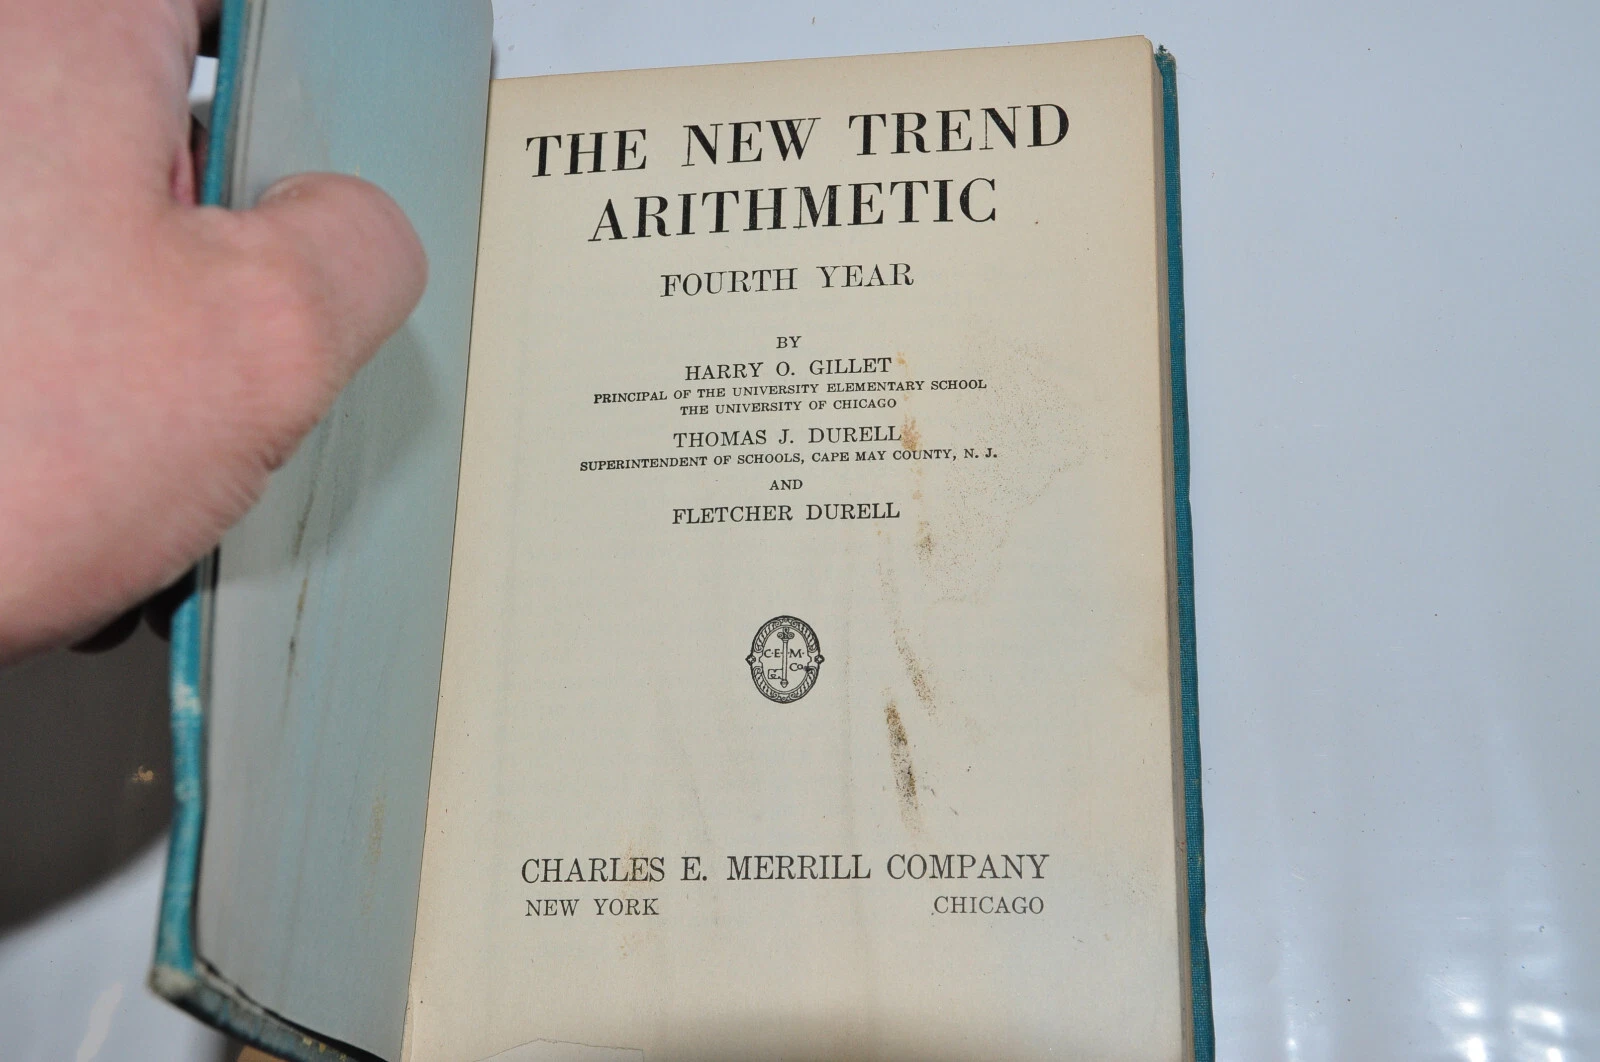 THE NEW TREND
ARITHMETIC
FOURTH YEAR
BY
HARRY O. GILLET
PRINCIPAL OF THE UNIVERSITY ELEMENTARY SCHOOL
THE UNIVERSITY OF CHICAGO
THOMAS J. DURELL
SUPERINTENDENT OF SCHOOLS, CAPE MAY COUNTY, N. J.
AND
FLETCHER DURELL
C·E·M·
Co
CHARLES E. MERRILL COMPANY
NEW YORK CHICAGO